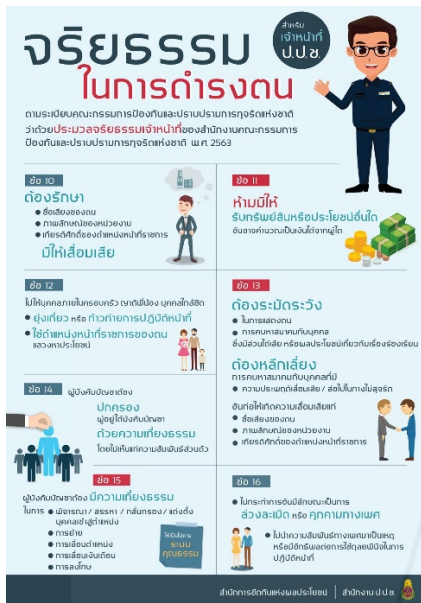 จริยธรรม
ในการดำรงตน
สำหรับ
เจ้าหน้าที่
ป.ป.ช.
ตามระเบียบคณะกรรมการป้องกันและปราบปรามการทุจริตแห่งชาติ
ว่าด้วยประมวลจริยธรรมเจ้าหน้าที่ของสำนักงานคณะกรรมการ
ป้องกันและปราบปรามการทุจริตแห่งชาติ พ.ศ. 2563
ข้อ 10
ต้องรักษา
● ชื่อเสียงของตน
● ภาพลักษณ์ของหน่วยงาน
● เกียรติศักดิ์ของตำแหน่งหน้าที่ราชการ
มิให้เสื่อมเสีย
ข้อ 11
ห้ามมิให้
รับทรัพย์สินหรือประโยชน์อื่นใด
อันอาจคำนวณเป็นเงินได้จากผู้ใด
ข้อ 12
ไม่ให้บุคคลภายในครอบครัว ญาติพี่น้อง บุคคลใกล้ชิด
● ยุ่งเกี่ยว หรือ ก้าวก่ายการปฏิบัติหน้าที่
● ใช้ตำแหน่งหน้าที่ราชการของตน
แสวงหาประโยชน์
ข้อ 13
ต้องระมัดระวัง
● ในการแสดงตน
● การคบหาสมาคมกับบุคคล
ซึ่งมีส่วนได้เสีย หรือผลประโยชน์เกี่ยวกับเรื่องร้องเรียน
ต้องหลีกเลี่ยง
การคบหาสมาคมกับบุคคลที่มี
● ความประพฤติเสื่อมเสีย / ส่อไปในทางไม่สุจริต
อันก่อให้เกิดความเสื่อมเสียแก่
● ชื่อเสียงของตน
● ภาพลักษณ์ของหน่วยงาน
● เกียรติศักดิ์ของตำแหน่งหน้าที่ราชการ
ข้อ 14
ผู้บังคับบัญชาต้อง
ปกครอง
ผู้อยู่ใต้บังคับบัญชา
ด้วยความเที่ยงธรรม
โดยไม่เห็นแก่ความสัมพันธ์ส่วนตัว
ข้อ 15
ผู้บังคับบัญชาต้อง มีความเที่ยงธรรม
ในการ ● พิจารณา / สรรหา / กลั่นกรอง / แต่งตั้ง
บุคคลเข้าสู่ตำแหน่ง
● การย้าย
● การเลื่อนตำแหน่ง
● การเลื่อนเงินเดือน
● การลงโทษ
ระบบ
คุณธรรม
ข้อ 16
● ไม่กระทำการอันมีลักษณะเป็นการ
ล่วงละเมิด หรือ คุกคามทางเพศ
● ไม่นำความสัมพันธ์ทางเพศมาเป็นเหตุ
หรือมีอิทธิพลต่อการใช้ดุลยพินิจในการ
ปฏิบัติหน้าที่
สำนักการขัดกันแห่งผลประโยชน์ | สำนักงาน ป.ป.ช.